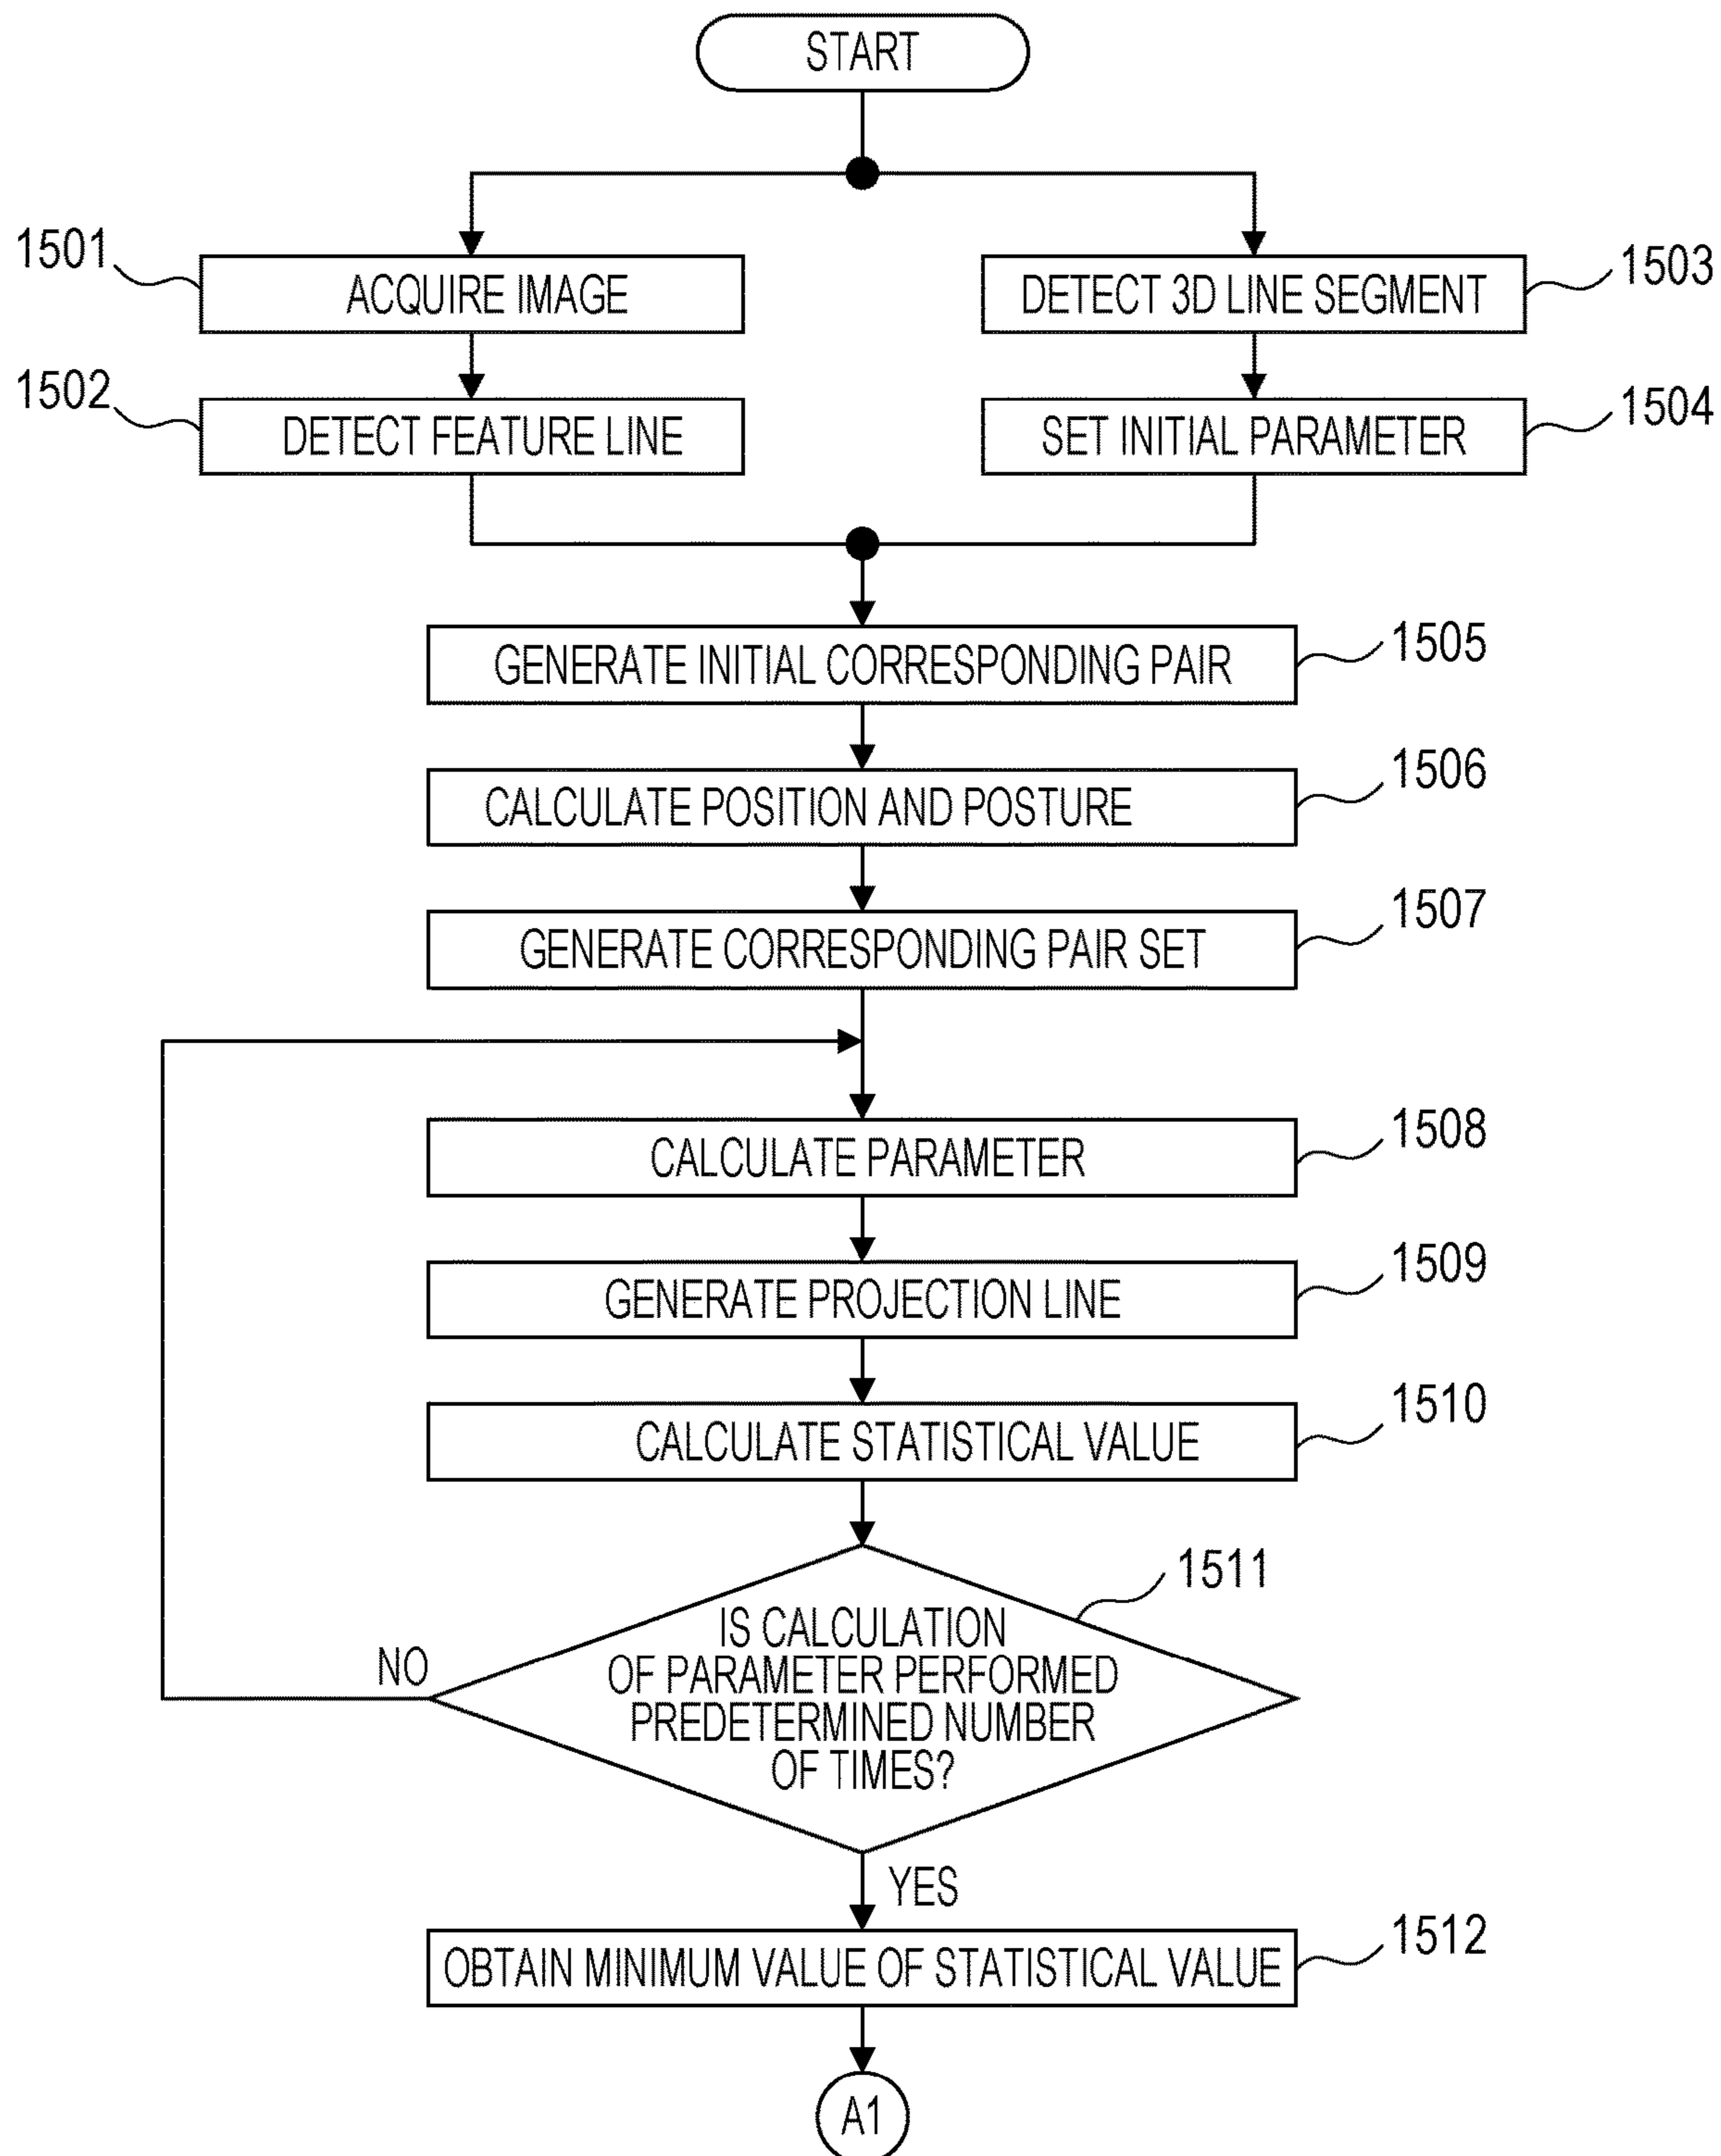 START
1501
ACQUIRE IMAGE
DETECT 3D LINE SEGMENT
1503
1502
DETECT FEATURE LINE
SET INITIAL PARAMETER
1504
GENERATE INITIAL CORRESPONDING PAIR
1505
CALCULATE POSITION AND POSTURE
1506
GENERATE CORRESPONDING PAIR SET
1507
CALCULATE PARAMETER
1508
GENERATE PROJECTION LINE
1509
CALCULATE STATISTICAL VALUE
1510
1511
IS CALCULATION
OF PARAMETER PERFORMED
PREDETERMINED NUMBER
OF TIMES?
NO
YES
OBTAIN MINIMUM VALUE OF STATISTICAL VALUE
1512
A1